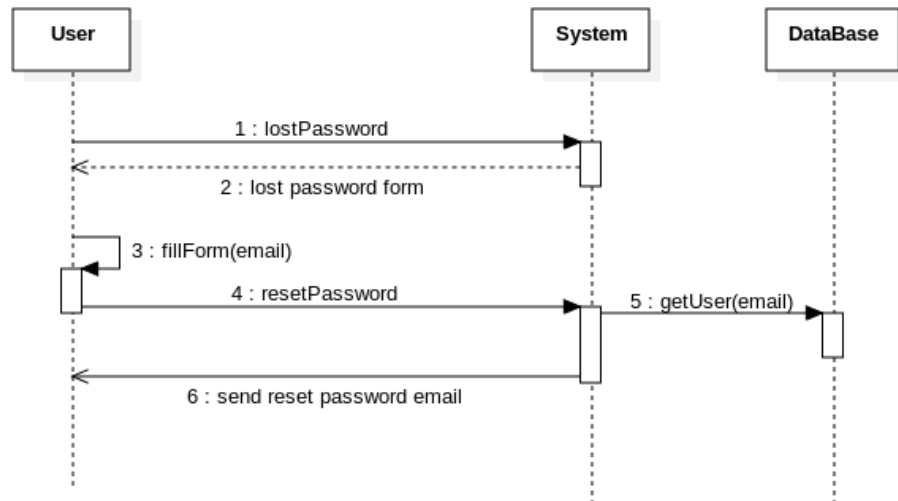 User
System
DataBase
1 : lostPassword
2 : lost password form
3 : fillForm(email)
4 : resetPassword
5 : getUser(email)
6 : send reset password email